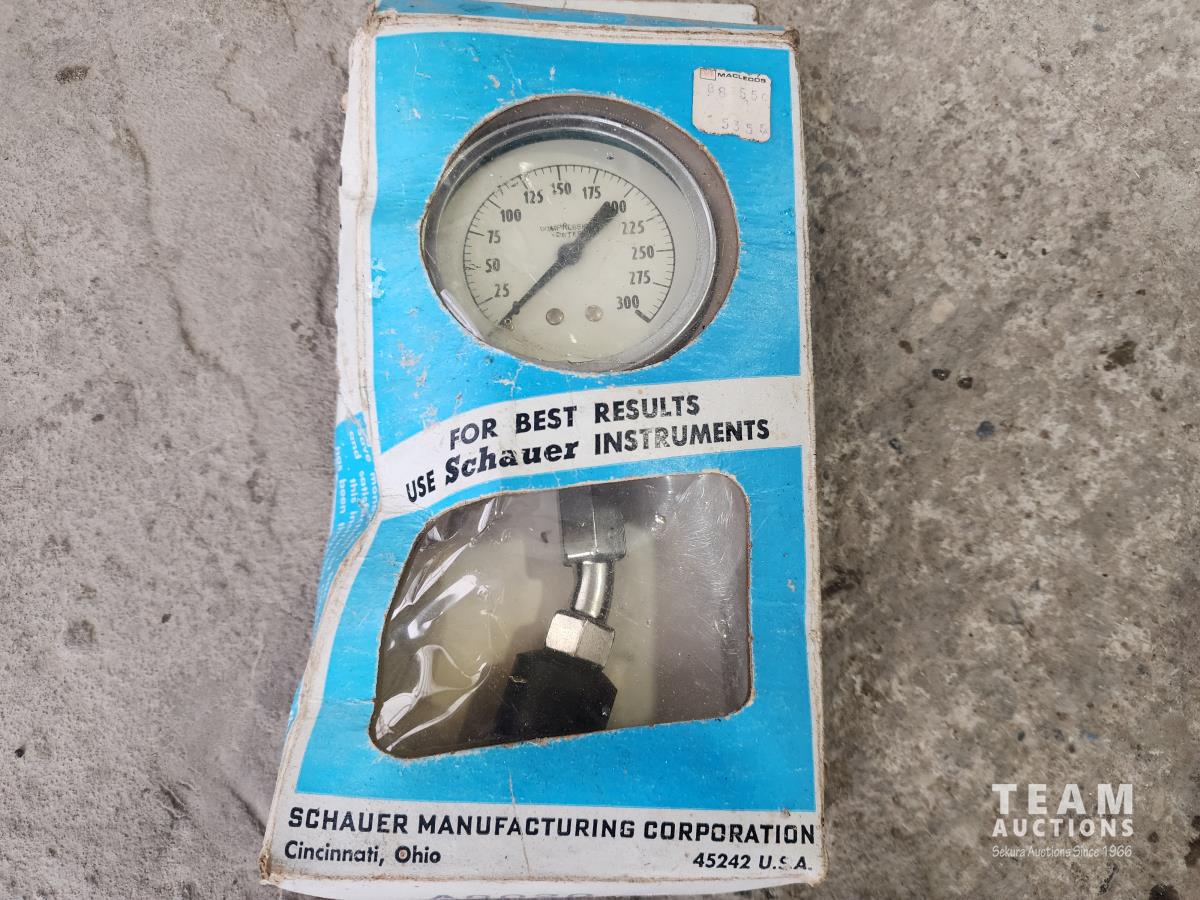 MACLEODS
125 150 175
100 200
75 225
50 250
25 275
300
FOR BEST RESULTS
USE Schauer INSTRUMENTS
SCHAUER MANUFACTURING CORPORATION
Cincinnati, Ohio 45242 U.S.A.
TEAM
AUCTIONS
Sekura Auctions Since 1966